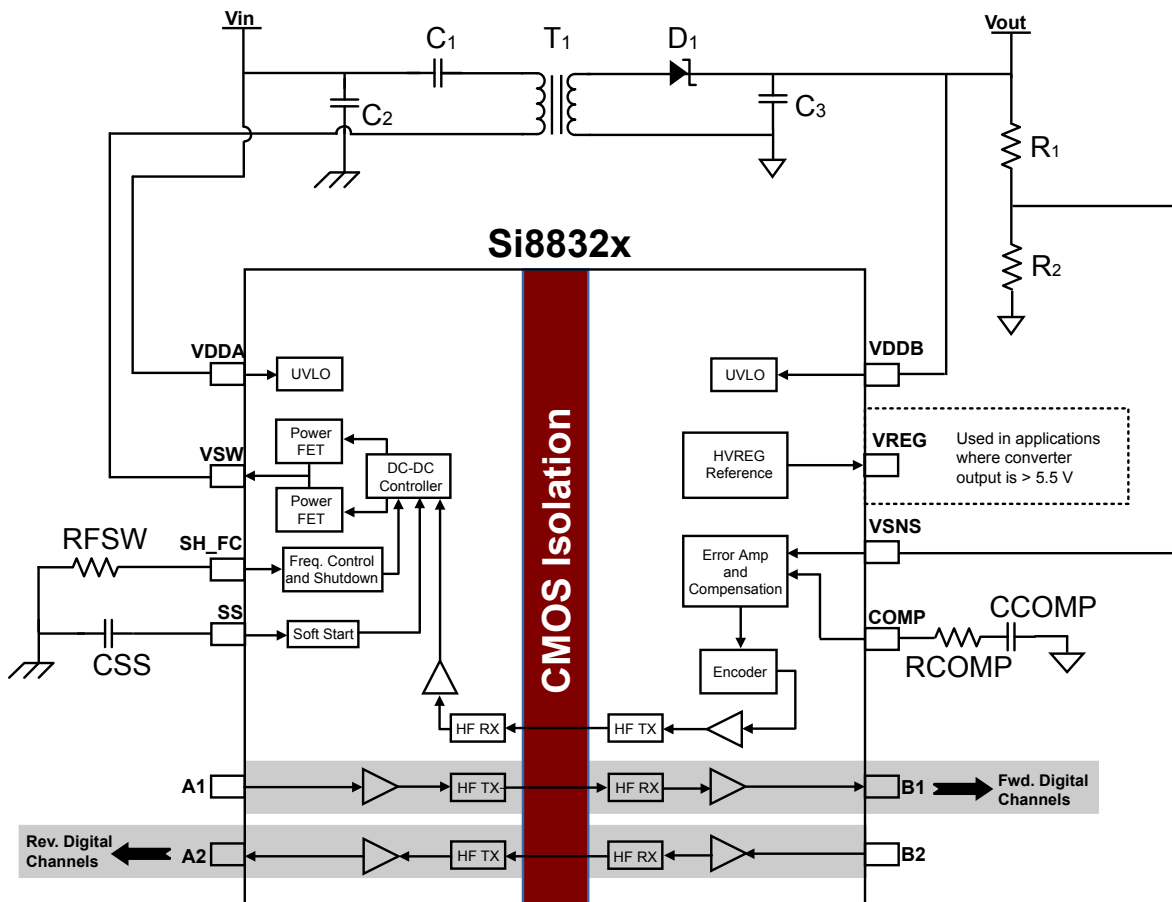 Vin
C1
T1
D1
Vout
C2
C3
R1
R2
Si8832x
CMOS Isolation
VDDA
UVLO
UVLO
VDDB
VSW
Power
FET
Power
FET
DC-DC
Controller
HVREG
Reference
VREG
Used in applications
where converter
output is > 5.5 V
RFSW
SH_FC
Freq. Control
and Shutdown
Error Amp
and
Compensation
VSNS
CSS
SS
Soft Start
COMP
RCOMP
CCOMP
Encoder
HF RX
HF TX
A1
HF TX
HF RX
B1
Fwd. Digital
Channels
Rev. Digital
Channels
A2
HF TX
HF RX
B2